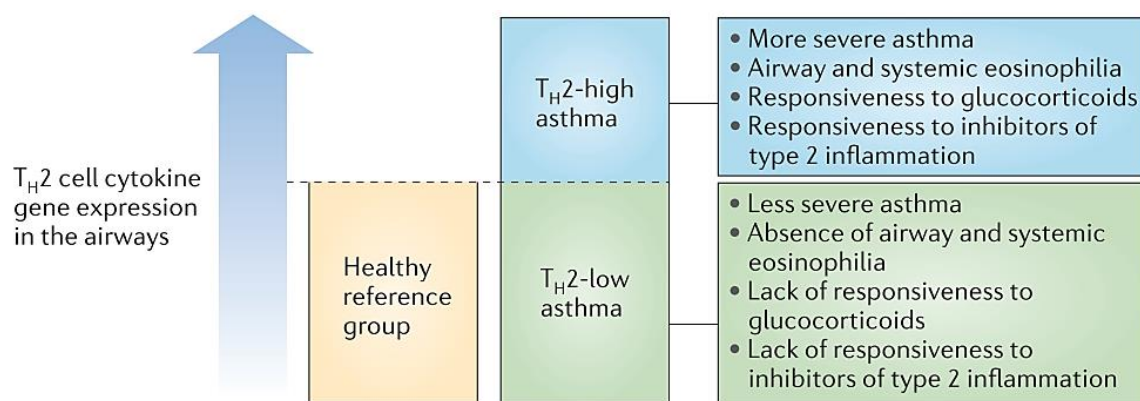 T_H2 cell cytokine
gene expression
in the airways
Healthy
reference
group
T_H2-high
asthma
T_H2-low
asthma
• More severe asthma
• Airway and systemic eosinophilia
• Responsiveness to glucocorticoids
• Responsiveness to inhibitors of
type 2 inflammation
• Less severe asthma
• Absence of airway and systemic
eosinophilia
• Lack of responsiveness to
glucocorticoids
• Lack of responsiveness to
inhibitors of type 2 inflammation